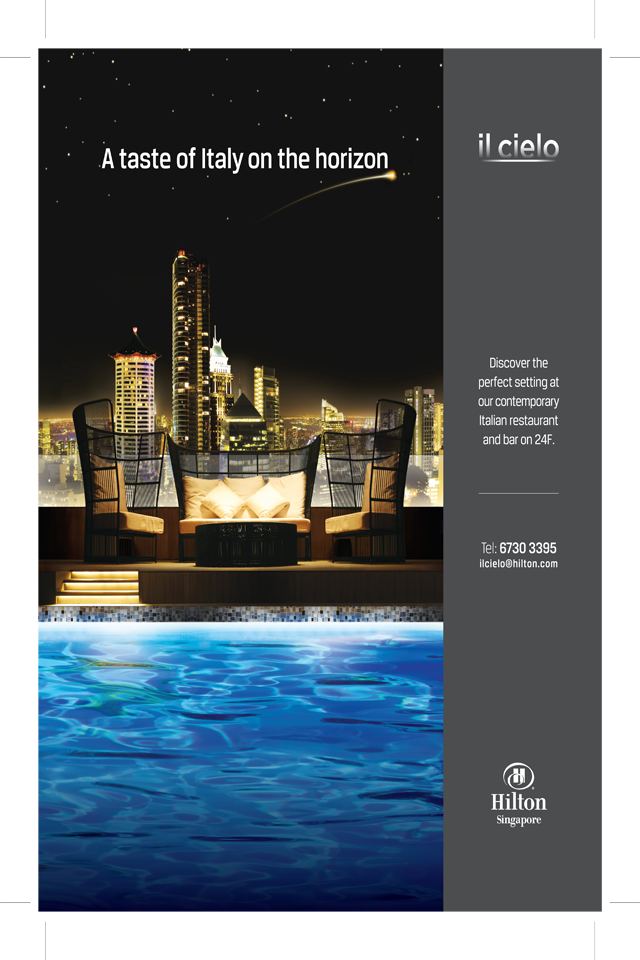 A taste of Italy on the horizon
il cielo
Discover the
perfect setting at
our contemporary
Italian restaurant
and bar on 24F.
Tel: 6730 3395
ilcielo@hilton.com
H
Hilton
Singapore